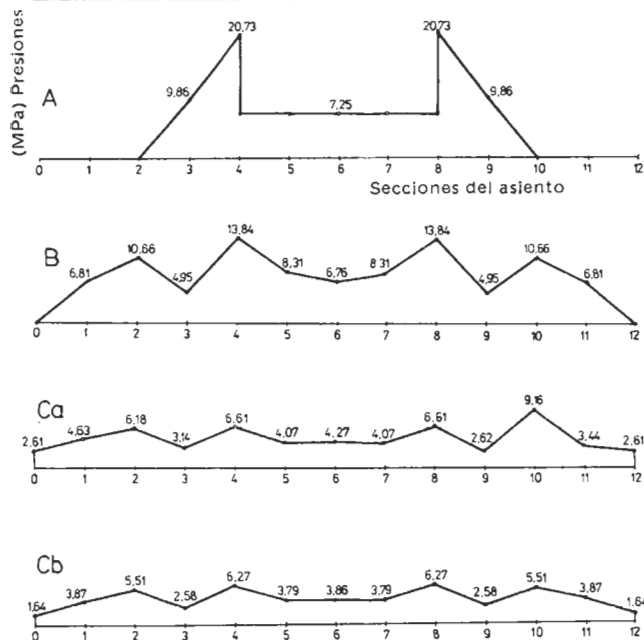 (MPa) Presiones
A
20,73 20,73
9,86 9,86
7,25
0 1 2 3 4 5 6 7 8 9 10 11 12
Secciones del asiento
B
6,81 10,66 4,95 13,84 8,31 6,76 8,31 13,84 4,95 10,66 6,81
0 1 2 3 4 5 6 7 8 9 10 11 12
Ca
2,61 4,63 6,18 3,14 6,61 4,07 4,27 4,07 6,61 2,62 9,16 3,44 2,61
0 1 2 3 4 5 6 7 8 9 10 11 12
Cb
1,64 3,87 5,51 2,58 6,27 3,79 3,86 3,79 6,27 2,58 5,51 3,87 1,64
0 1 2 3 4 5 6 7 8 9 10 11 12